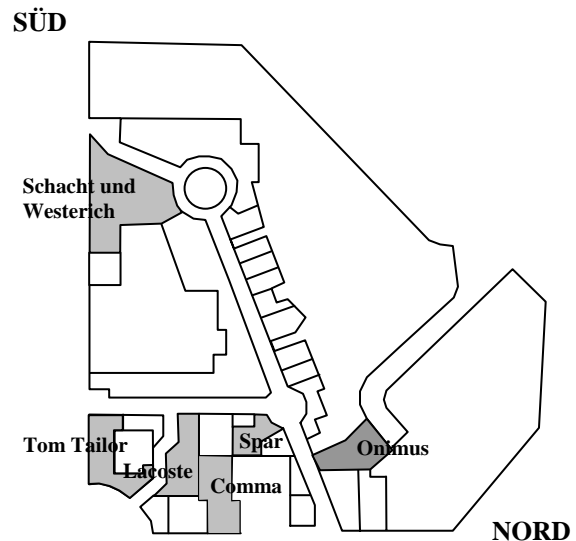 SÜD
Schacht und
Westerich
Tom Tailor
Lacoste
Spar
Comma
Onimus
NORD